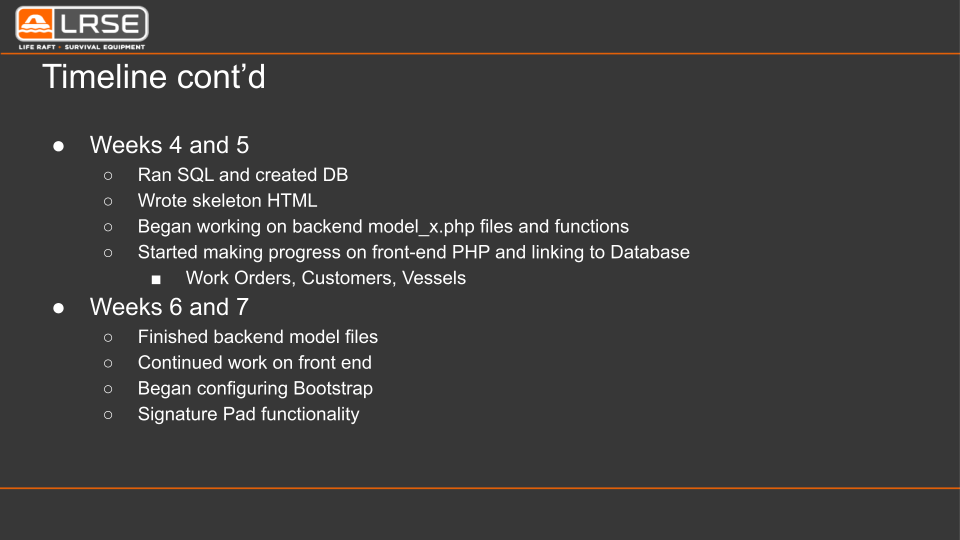 LRSE
LIFE RAFT - SURVIVAL EQUIPMENT
Timeline cont’d
● Weeks 4 and 5
○ Ran SQL and created DB
○ Wrote skeleton HTML
○ Began working on backend model_x.php files and functions
○ Started making progress on front-end PHP and linking to Database
■ Work Orders, Customers, Vessels
● Weeks 6 and 7
○ Finished backend model files
○ Continued work on front end
○ Began configuring Bootstrap
○ Signature Pad functionality